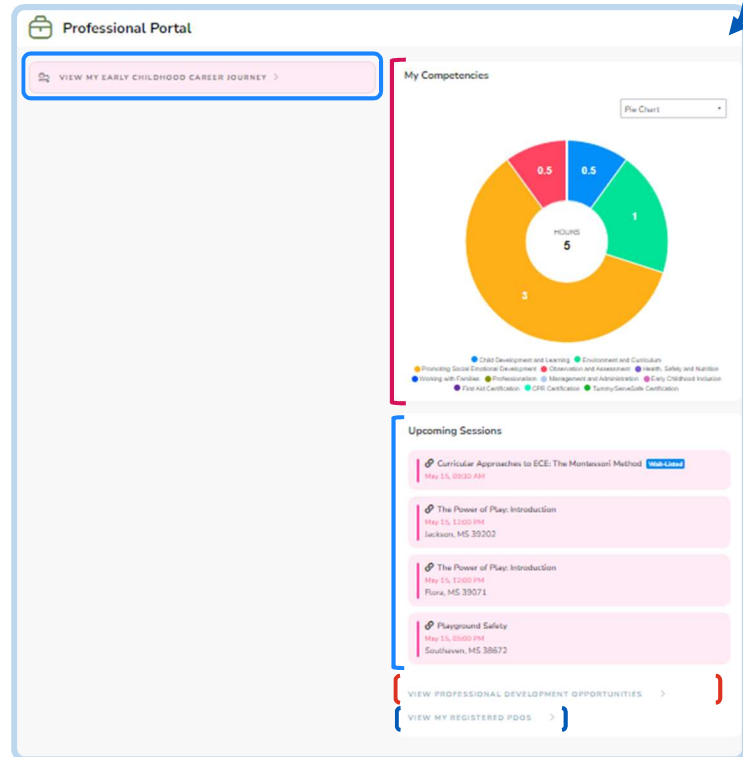 Professional Portal
VIEW MY EARLY CHILDHOOD CAREER JOURNEY >
My Competencies
Pie Chart
0.5
0.5
1
HOURS
5
3
Child Development and Learning Environment and Curriculum
Promoting Social Emotional Development Observation and Assessment Health, Safety and Nutrition
Working with Families Professionalism Management and Administration Early Childhood Inclusion
First Aid Certification CPR Certification Tummy-ServeSafe Certification
Upcoming Sessions
Curricular Approaches to ECE: The Montessori Method Wait-Listed
May 15, 09:30 AM
The Power of Play: Introduction
May 15, 12:00 PM
Jackson, MS 39202
The Power of Play: Introduction
May 15, 12:00 PM
Flora, MS 39071
Playground Safety
May 15, 05:00 PM
Southaven, MS 38672
VIEW PROFESSIONAL DEVELOPMENT OPPORTUNITIES >
VIEW MY REGISTERED PDOS >